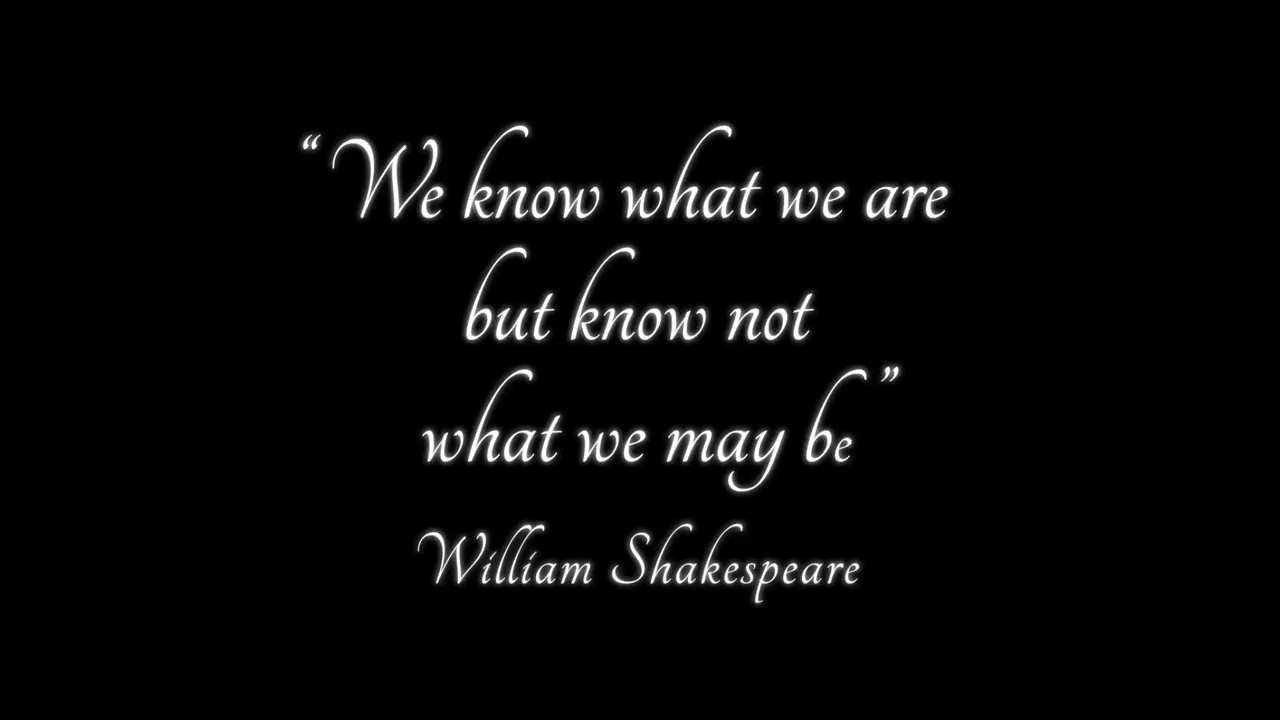 “We know what we are
but know not
what we may be”
William Shakespeare